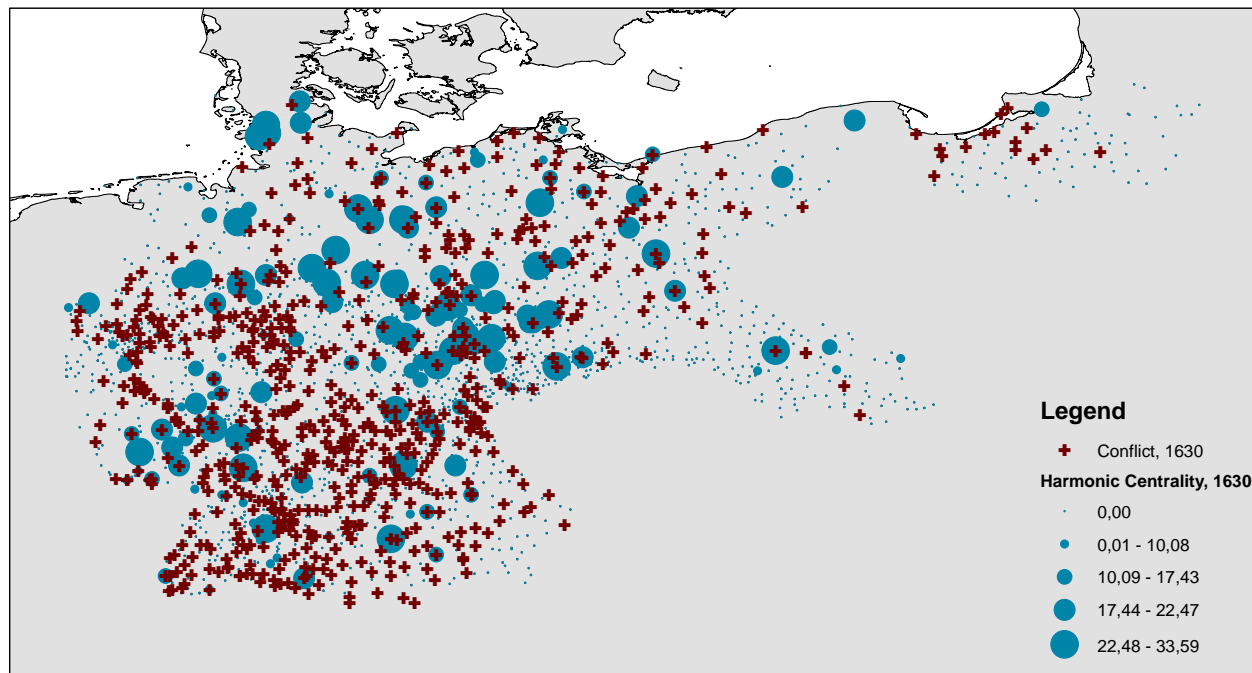 Legend
Conflict, 1630
Harmonic Centrality, 1630
0,00
0,01 - 10,08
10,09 - 17,43
17,44 - 22,47
22,48 - 33,59